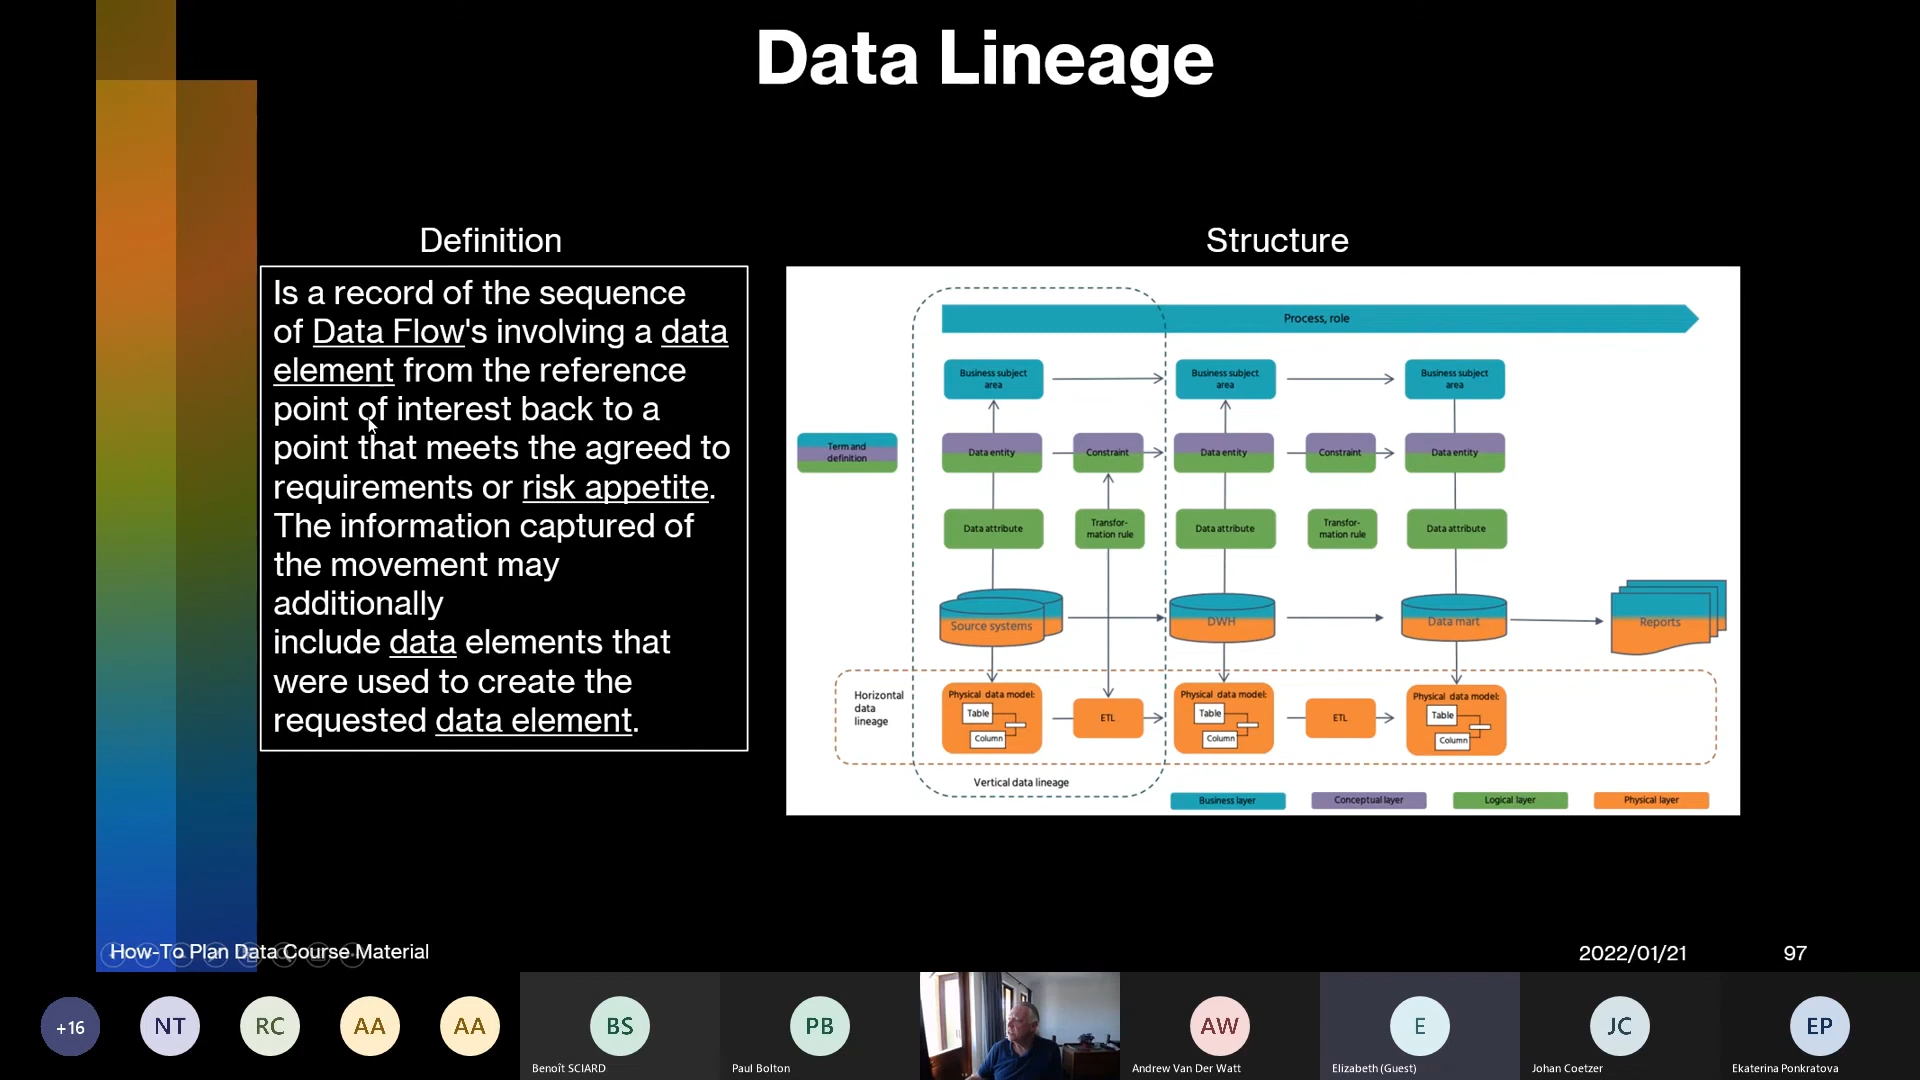 Data Lineage
Definition
Is a record of the sequence
of Data Flow's involving a data
element from the reference
point of interest back to a
point that meets the agreed to
requirements or risk appetite.
The information captured of
the movement may
additionally
include data elements that
were used to create the
requested data element.
Structure
Process, role
Business subject
area
Business subject
area
Business subject
area
Term and
definition
Data entity
Constraint
Data entity
Constraint
Data entity
Data attribute
Transfor-
mation rule
Data attribute
Transfor-
mation rule
Data attribute
Source systems
DWH
Data mart
Reports
Horizontal
data
lineage
Physical data model:
Table
Column
ETL
Physical data model:
Table
Column
ETL
Physical data model:
Table
Column
Vertical data lineage
Business layer
Conceptual layer
Logical layer
Physical layer
How-To Plan Data Course Material
2022/01/21
97
+16
NT
RC
AA
AA
BS
Benoît SCIARD
PB
Paul Bolton
AW
Andrew Van Der Watt
E
Elizabeth (Guest)
JC
Johan Coetzer
EP
Ekaterina Ponkratova